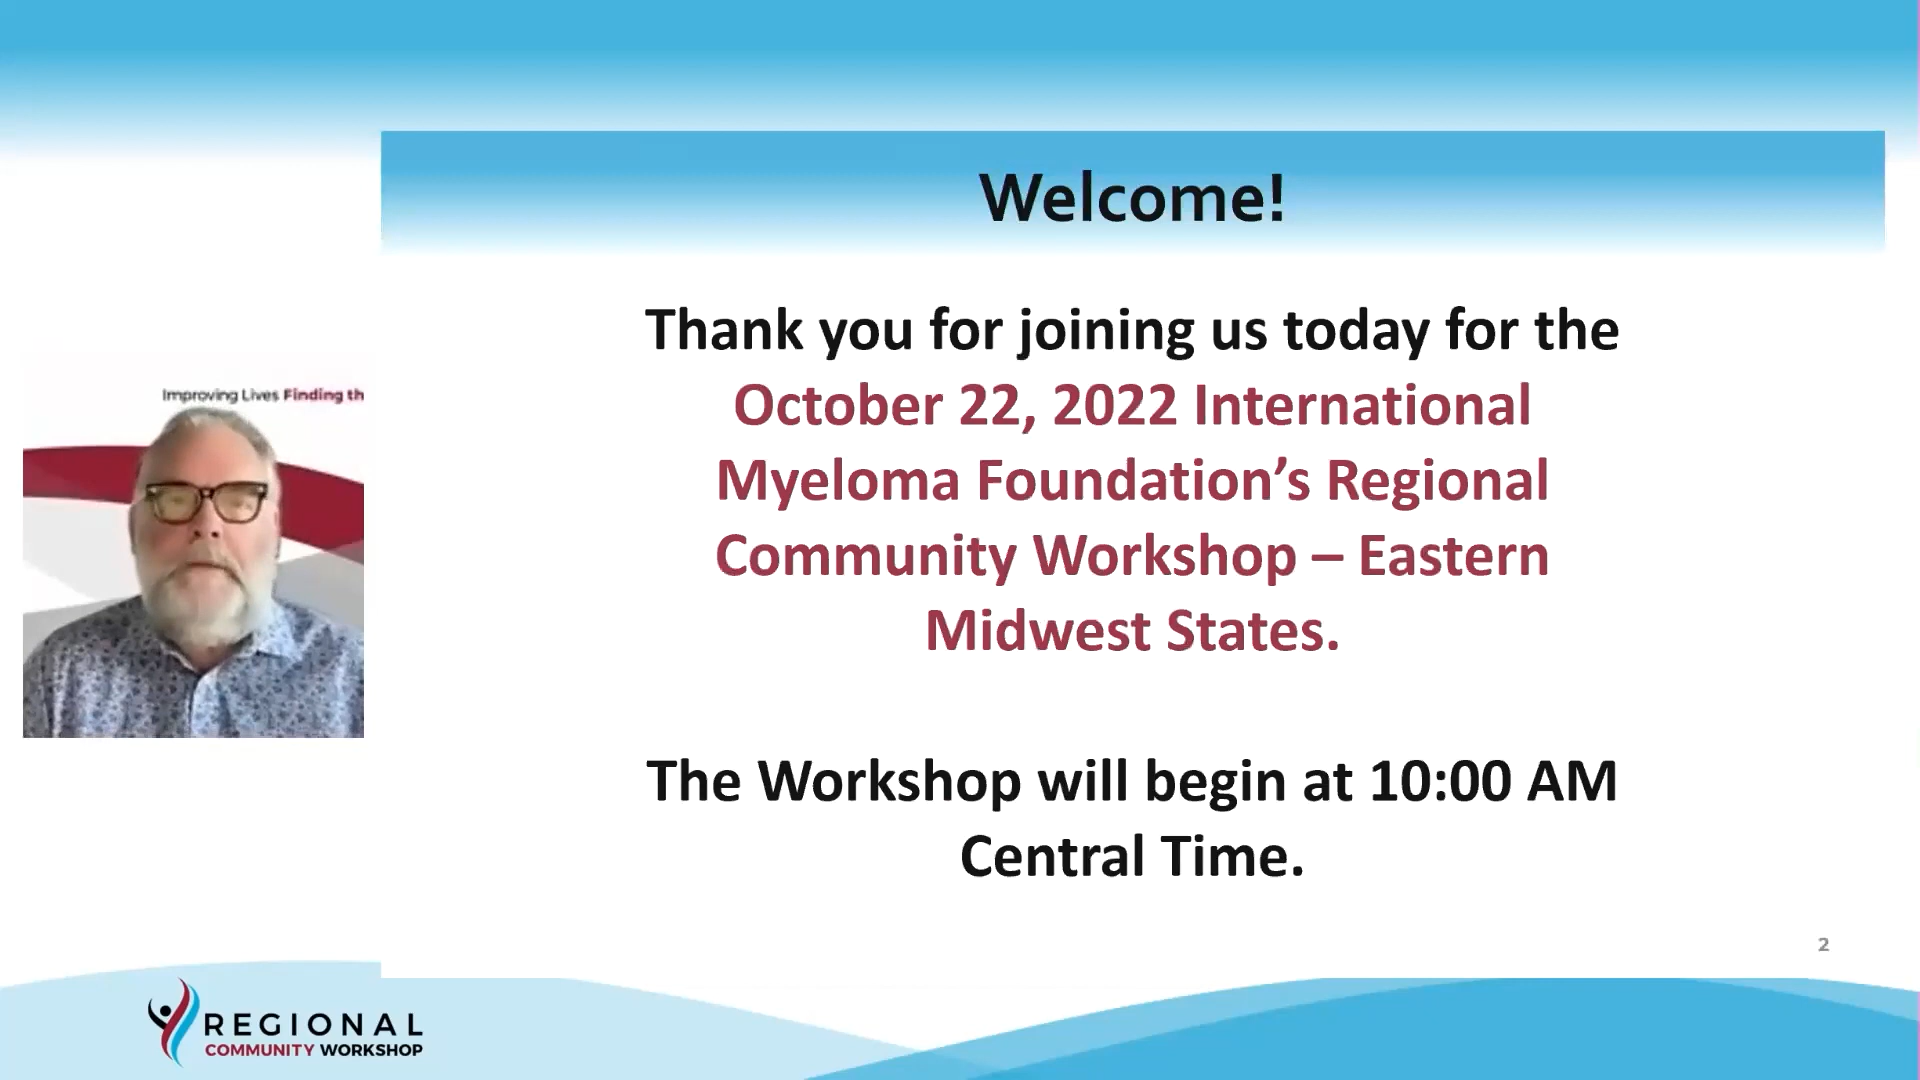 Welcome!
Thank you for joining us today for the
October 22, 2022 International
Myeloma Foundation’s Regional
Community Workshop – Eastern
Midwest States.
The Workshop will begin at 10:00 AM
Central Time.
Improving Lives Finding th
2
REGIONAL
COMMUNITY WORKSHOP